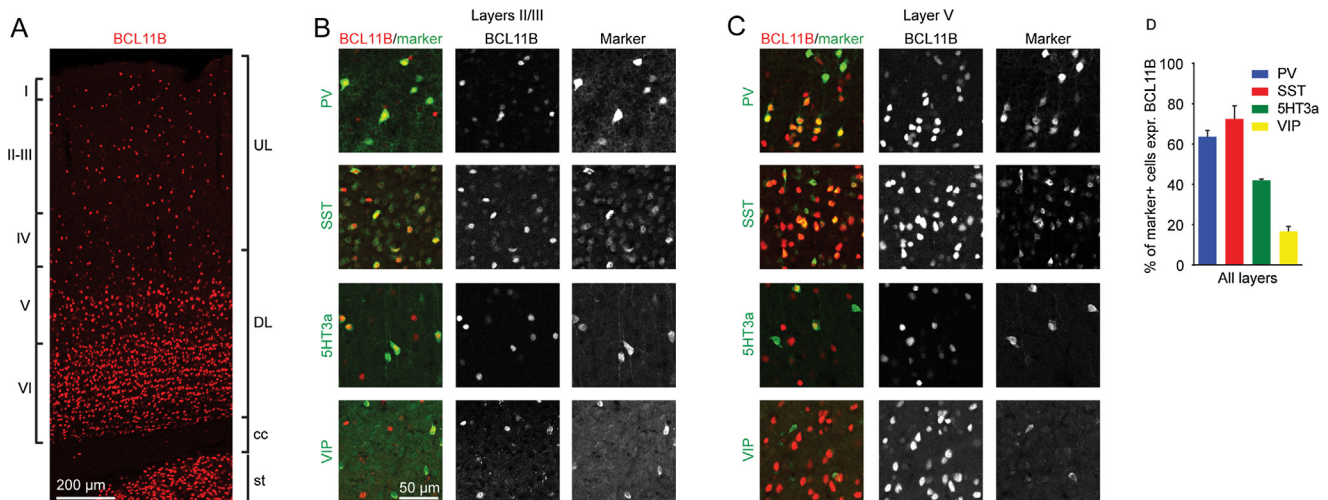 A
BCL11B
I
II-III
IV
V
VI
UL
DL
cc
st
200 µm
B
Layers II/III
BCL11B/marker
BCL11B
Marker
PV
SST
5HT3a
VIP
50 µm
C
Layer V
BCL11B/marker
BCL11B
Marker
PV
SST
5HT3a
VIP
D
% of marker+ cells expr. BCL11B
100
80
60
40
20
0
PV
SST
5HT3a
VIP
All layers